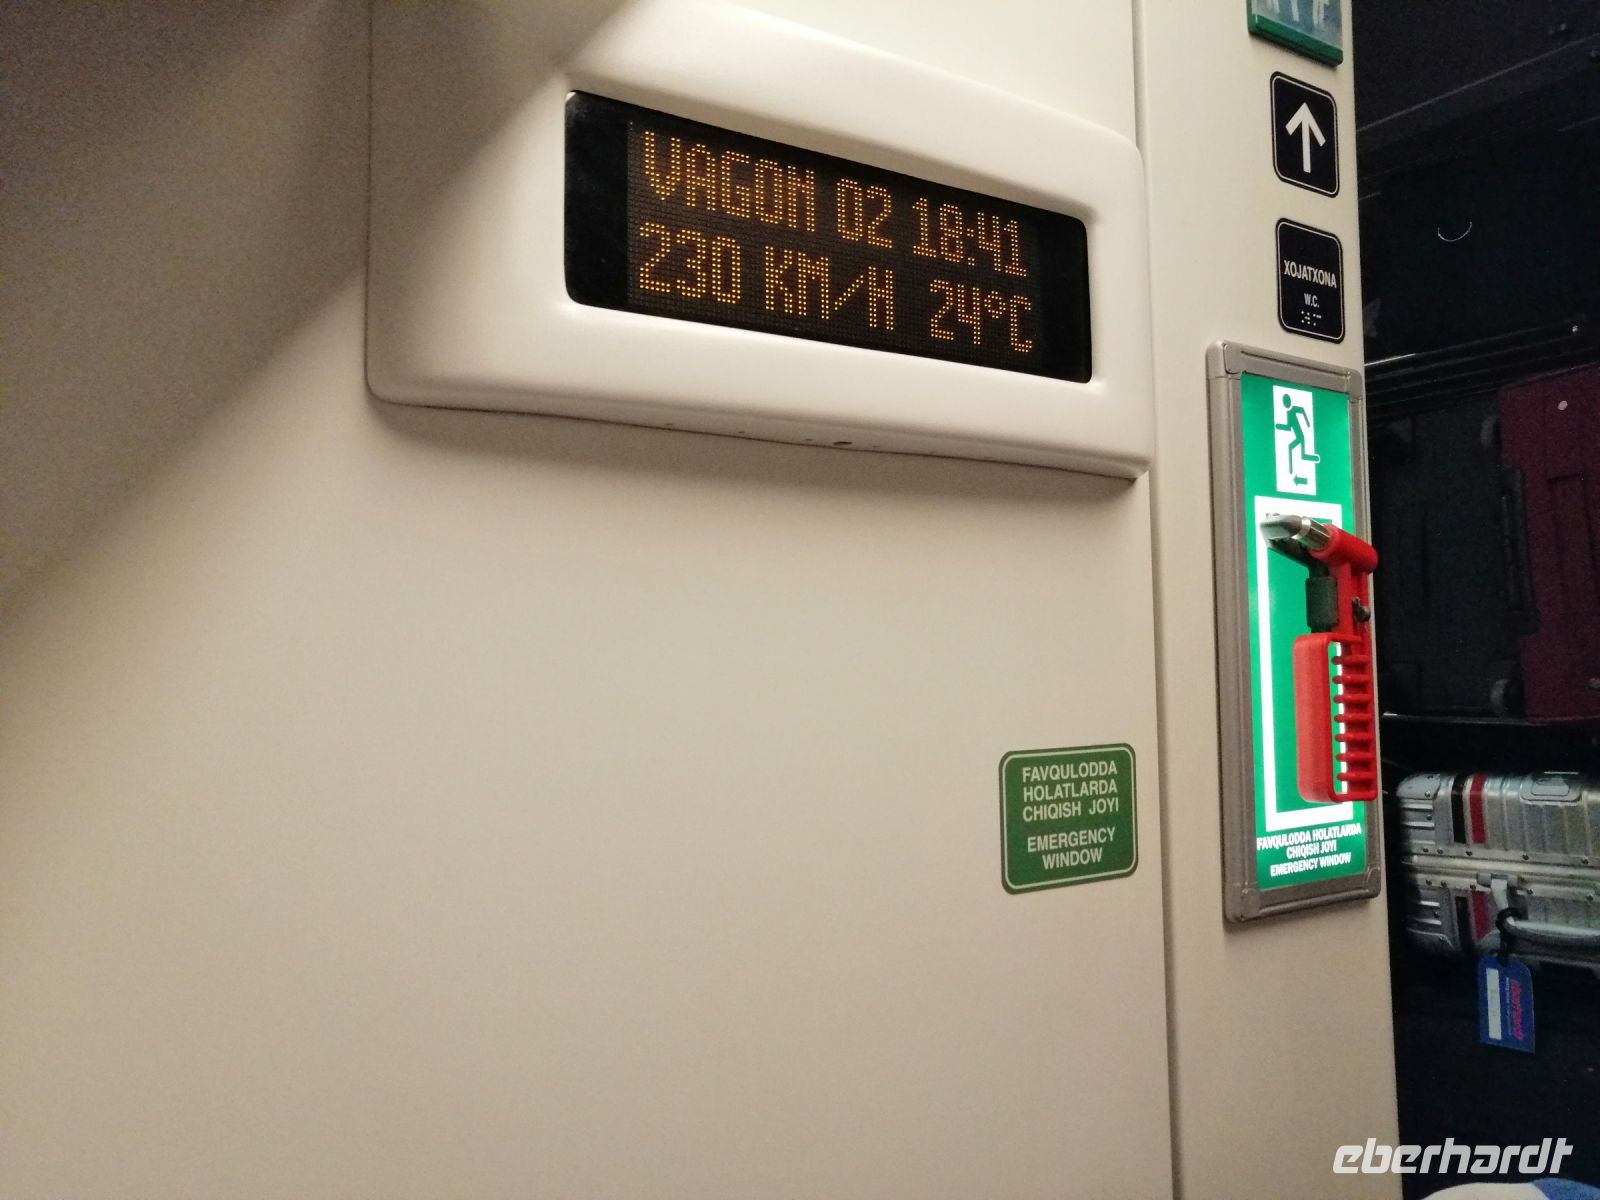 VAGON 02 18:41
230 KM/H 24°C
XOJATXONA
W.C.
FAVQULODDA
HOLATLARDA
CHIQISH JOYI
EMERGENCY
WINDOW
FAVQULODDA HOLATLARDA
CHIQISH JOYI
EMERGENCY WINDOW
eberhardt
eberhardt